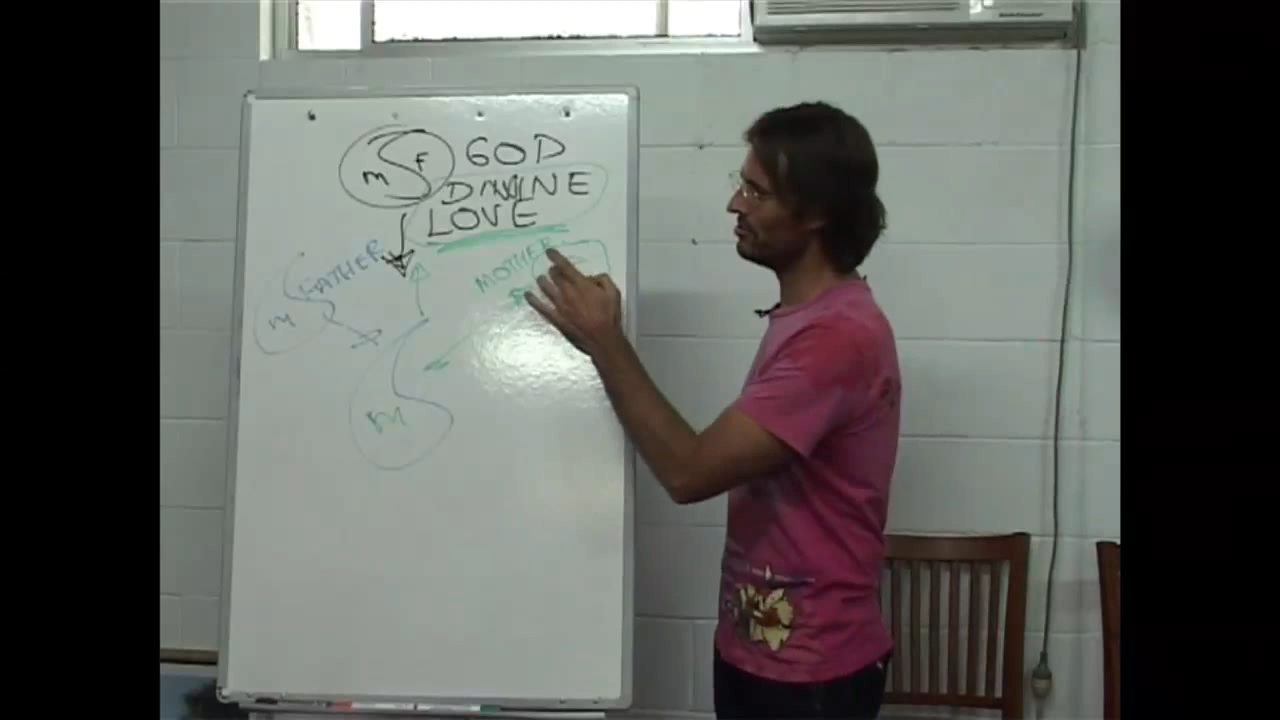 m F GOD
DIVINE
LOVE
FATHER
MOTHER
m
F
M